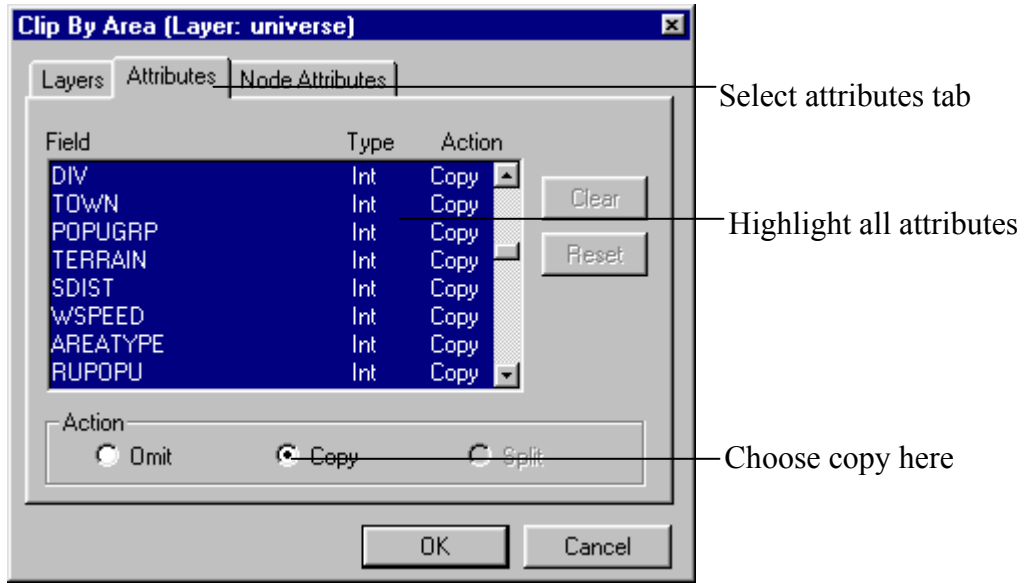 Clip By Area (Layer: universe)
Layers Attributes Node Attributes
Select attributes tab
Field Type Action
DIV Int Copy
TOWN Int Copy
POPUGRP Int Copy
TERRAIN Int Copy
SDIST Int Copy
WSPEED Int Copy
AREATYPE Int Copy
RUPOPU Int Copy
Clear
Highlight all attributes
Reset
Action
Omit Copy Split
Choose copy here
OK Cancel